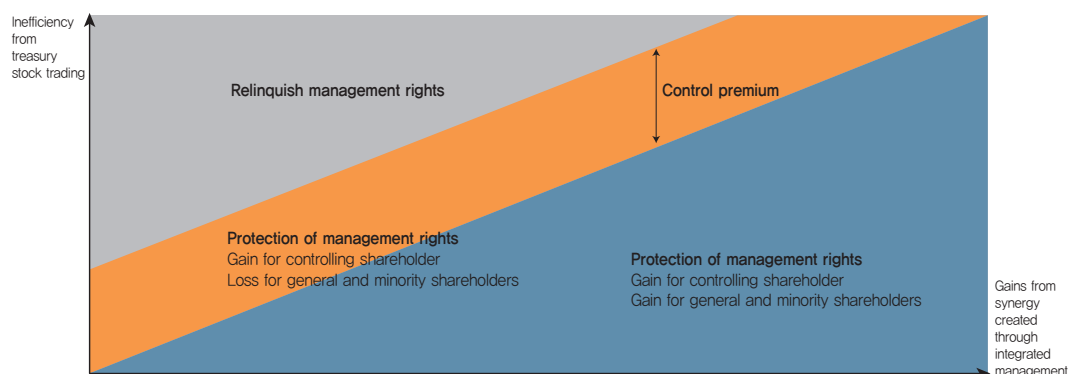 Inefficiency
from
treasury
stock trading
Relinquish management rights
Control premium
Protection of management rights
Gain for controlling shareholder
Loss for general and minority shareholders
Protection of management rights
Gain for controlling shareholder
Gain for general and minority shareholders
Gains from
synergy
created
through
integrated
management